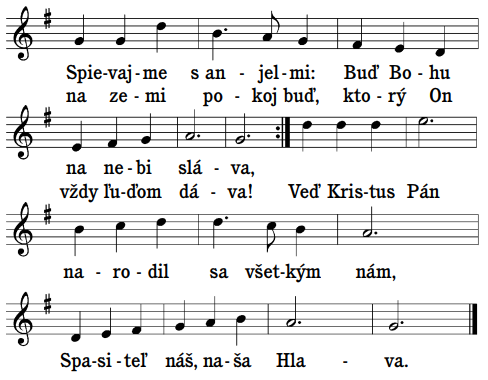 Spie-vaj-me s an-jel-mi: Buď Bo-hu
na ze-mi po-koj buď, kto-rý On
na ne-bi slá-va,
vždy ľu-ďom dá-va! Veď Kris-tus Pán
na-ro-dil sa všet-kým nám,
Spa-si-teľ náš, na-ša Hla-va.